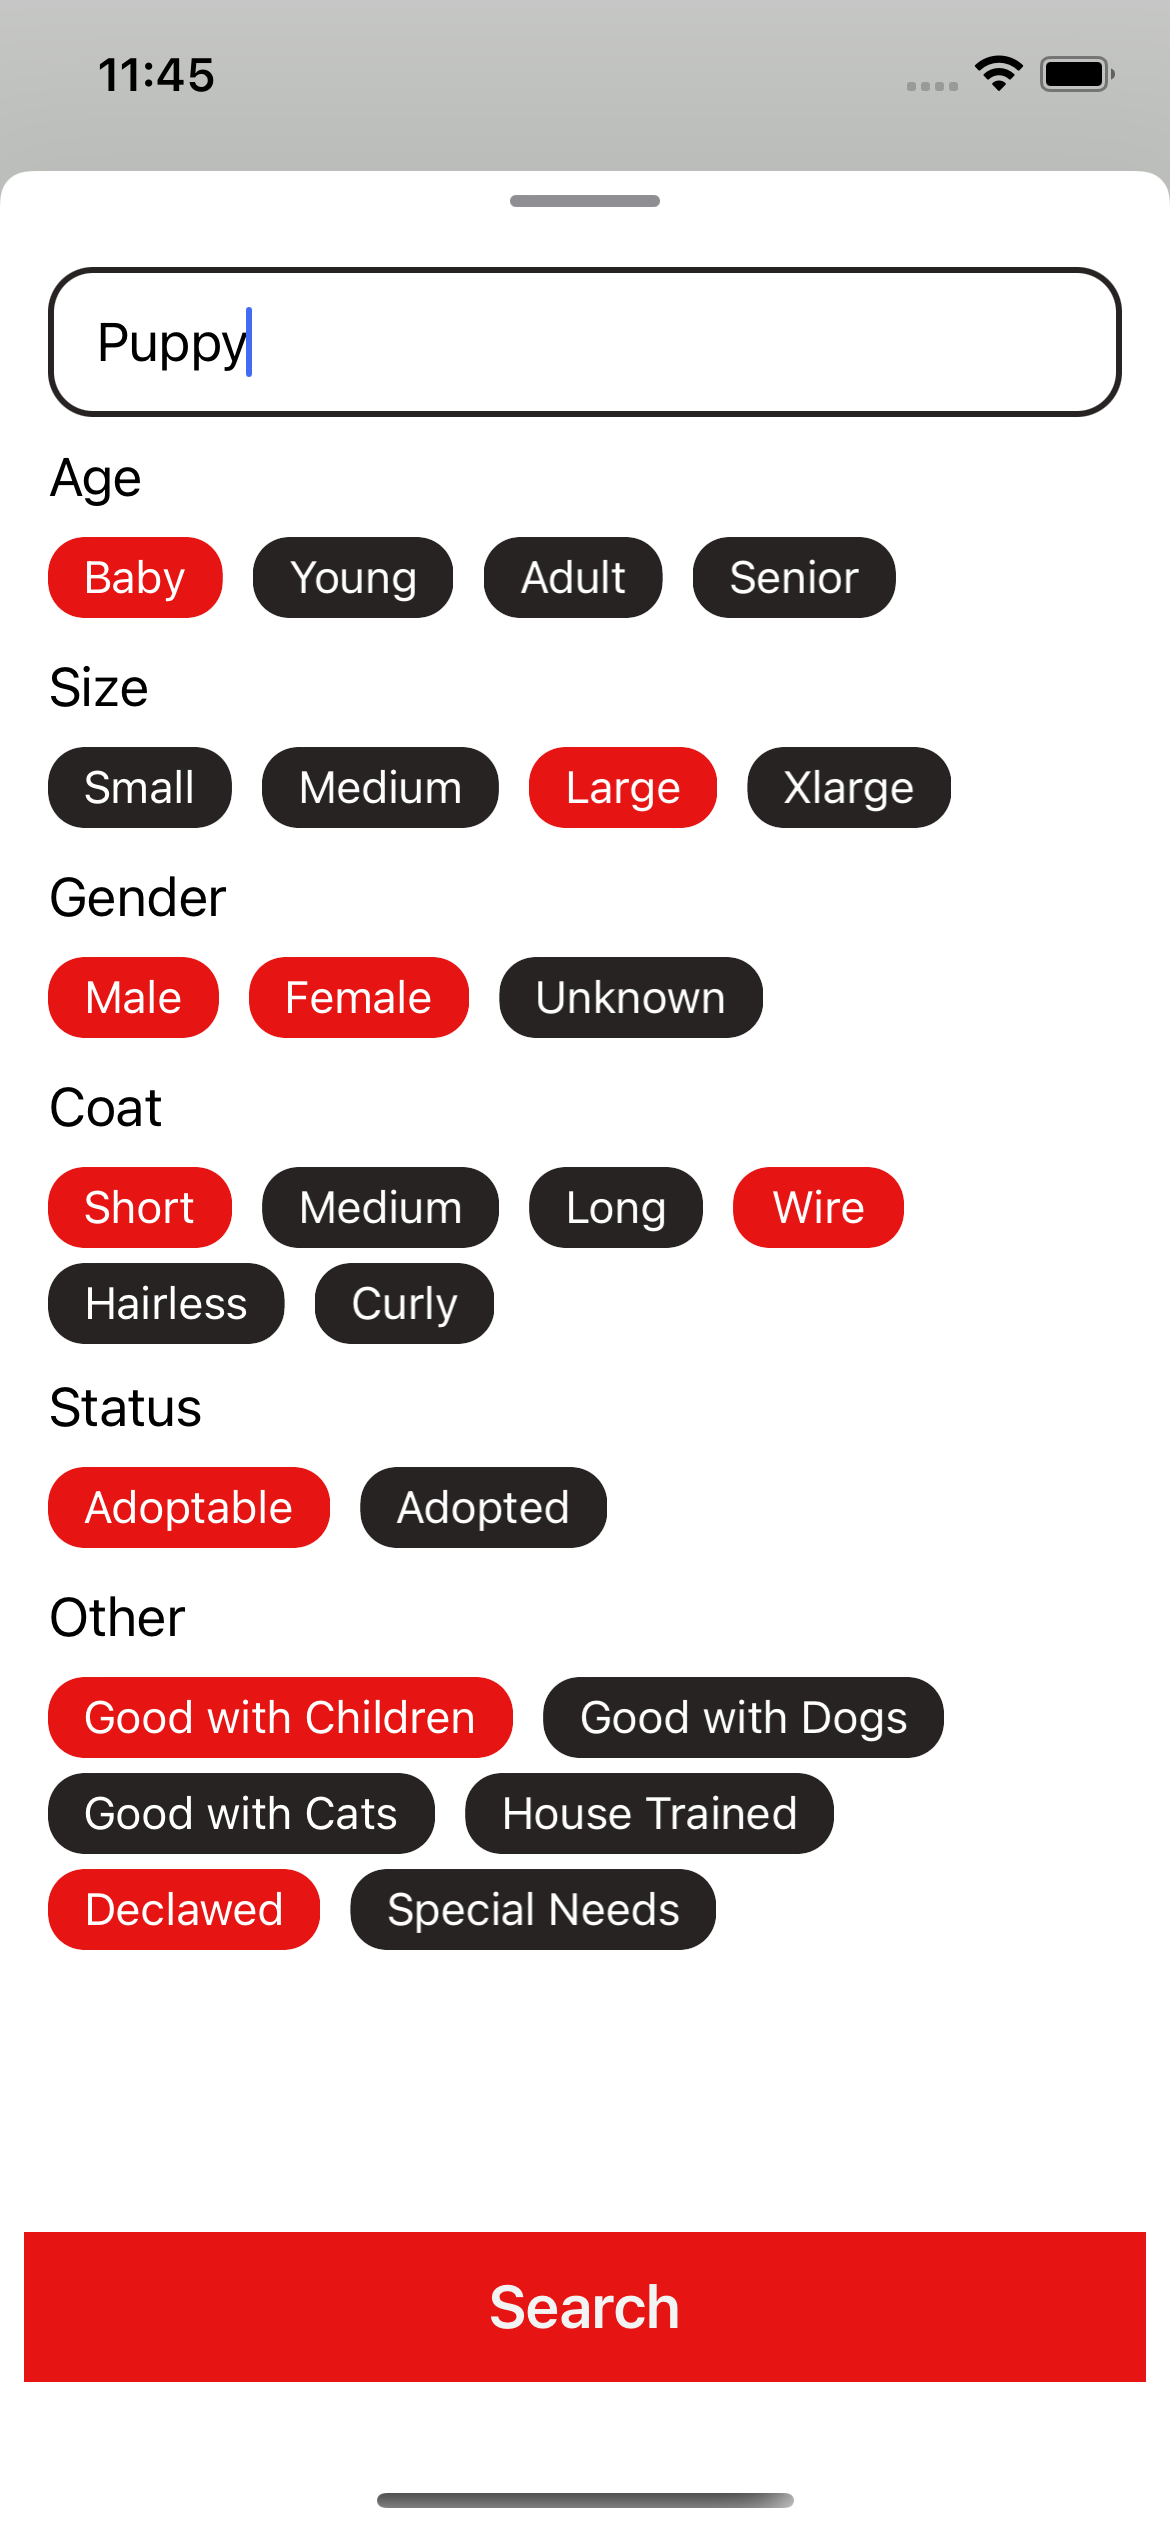 11:45
Puppy
Age
Baby Young Adult Senior
Size
Small Medium Large Xlarge
Gender
Male Female Unknown
Coat
Short Medium Long Wire
Hairless Curly
Status
Adoptable Adopted
Other
Good with Children Good with Dogs
Good with Cats House Trained
Declawed Special Needs
Search